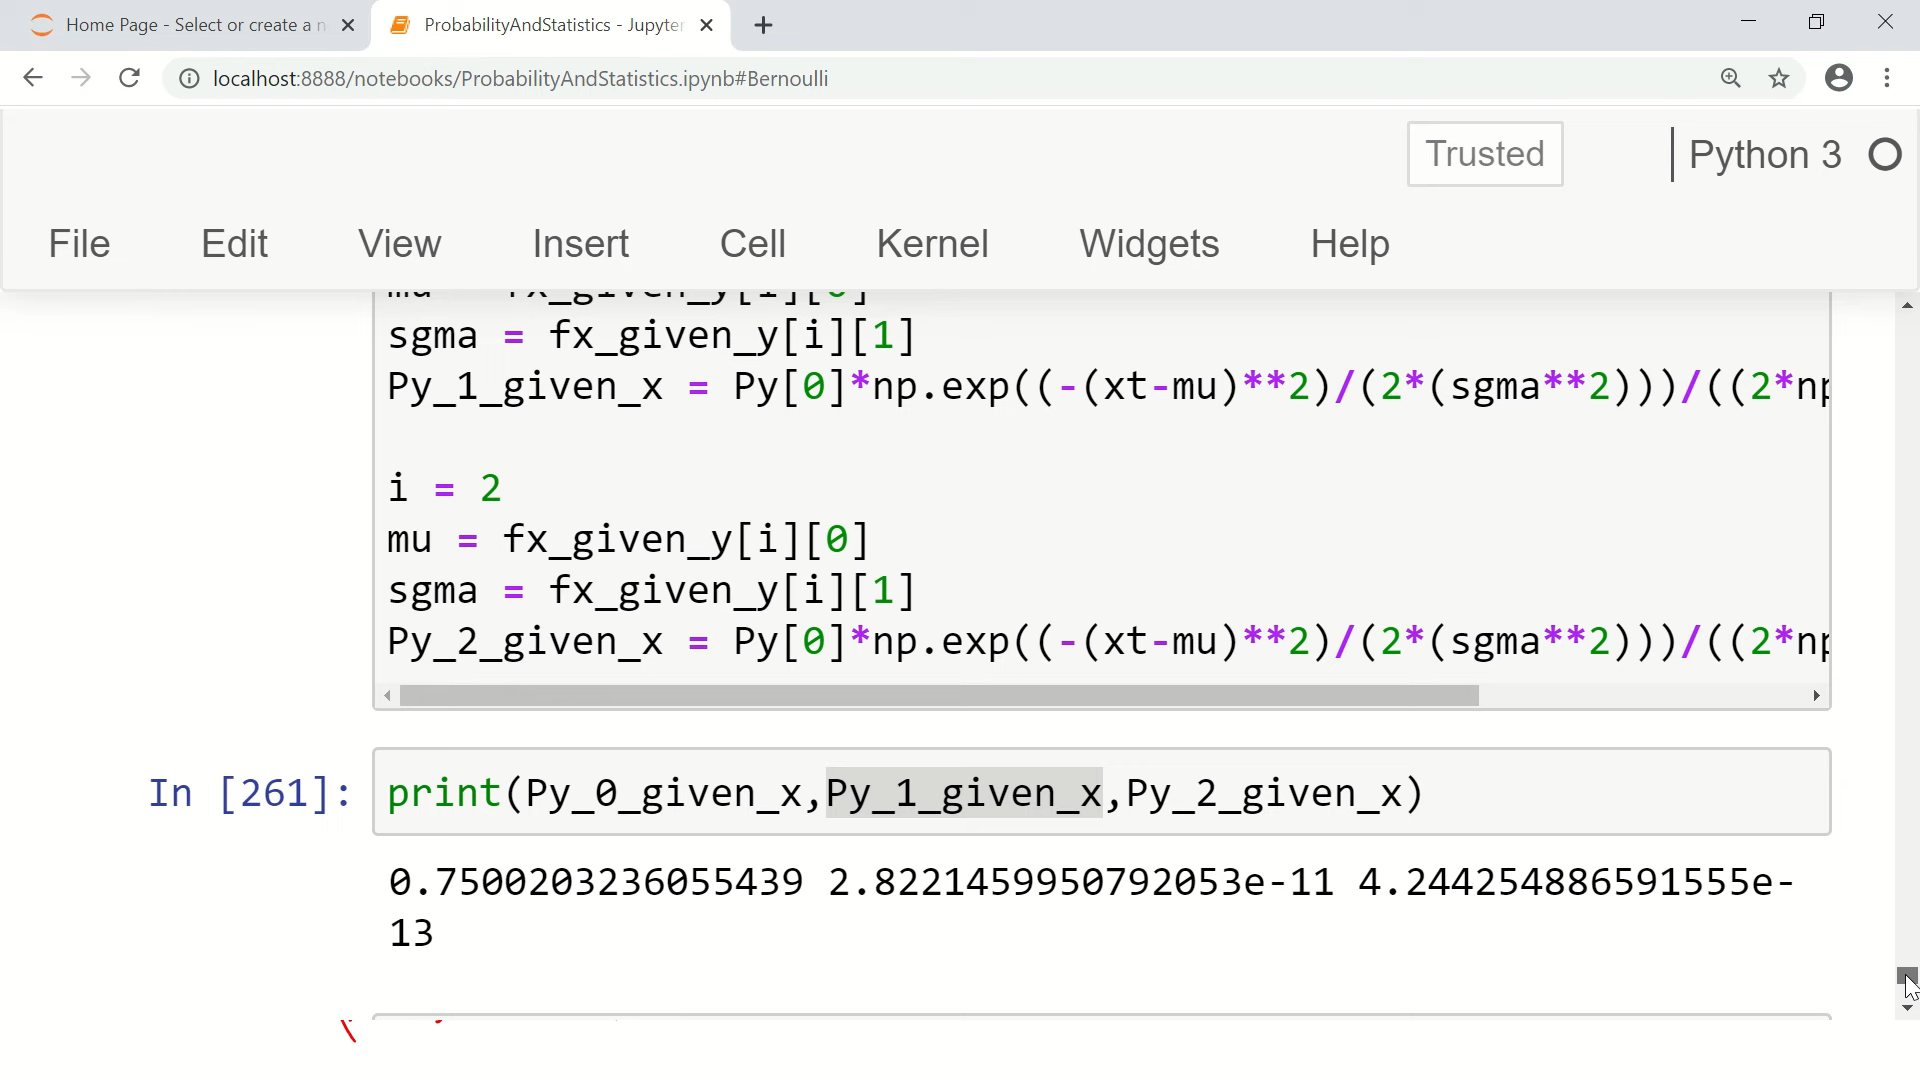 Home Page - Select or create a n
ProbabilityAndStatistics - Jupyter
localhost:8888/notebooks/ProbabilityAndStatistics.ipynb#Bernoulli
Trusted
Python 3
File Edit View Insert Cell Kernel Widgets Help
mu = fx_given_y[i][0]
sgma = fx_given_y[i][1]
Py_1_given_x = Py[0]*np.exp((-(xt-mu)**2)/(2*(sgma**2)))/((2*np
i = 2
mu = fx_given_y[i][0]
sgma = fx_given_y[i][1]
Py_2_given_x = Py[0]*np.exp((-(xt-mu)**2)/(2*(sgma**2)))/((2*np
In [261]: print(Py_0_given_x,Py_1_given_x,Py_2_given_x)
0.7500203236055439 2.8221459950792053e-11 4.244254886591555e-
13